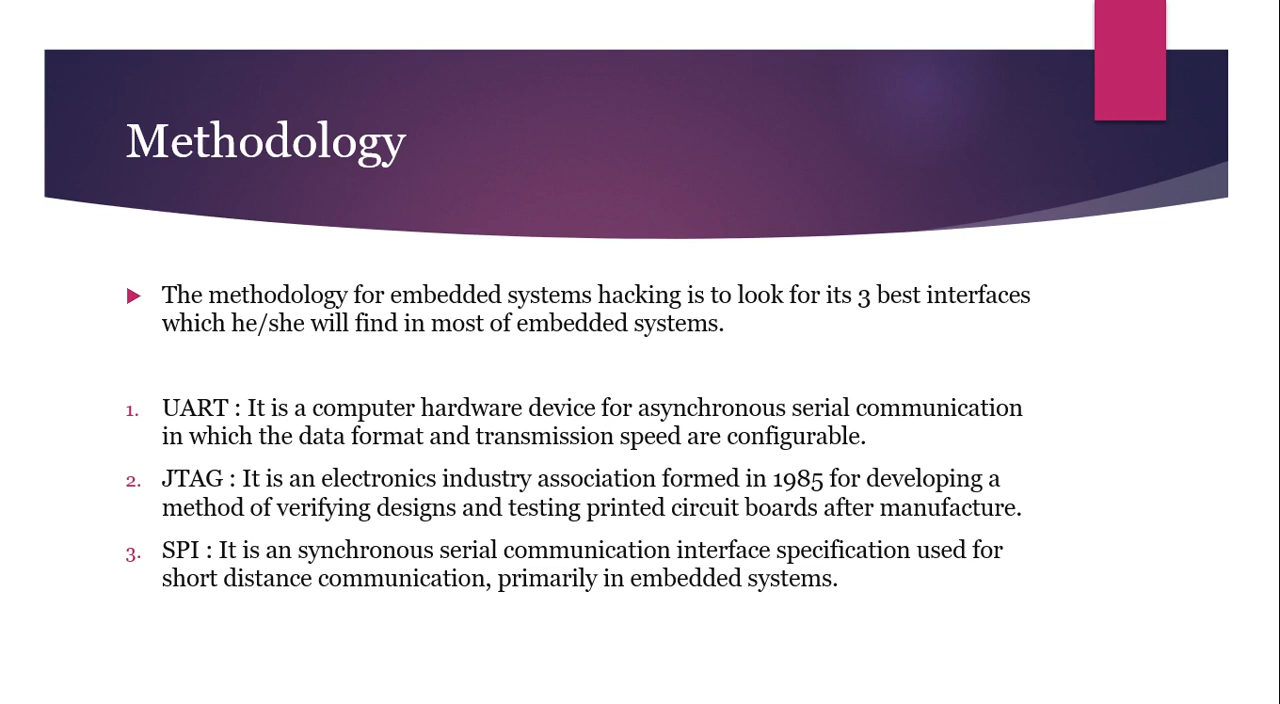 Methodology
The methodology for embedded systems hacking is to look for its 3 best interfaces
which he/she will find in most of embedded systems.
1. UART : It is a computer hardware device for asynchronous serial communication
in which the data format and transmission speed are configurable.
2. JTAG : It is an electronics industry association formed in 1985 for developing a
method of verifying designs and testing printed circuit boards after manufacture.
3. SPI : It is an synchronous serial communication interface specification used for
short distance communication, primarily in embedded systems.